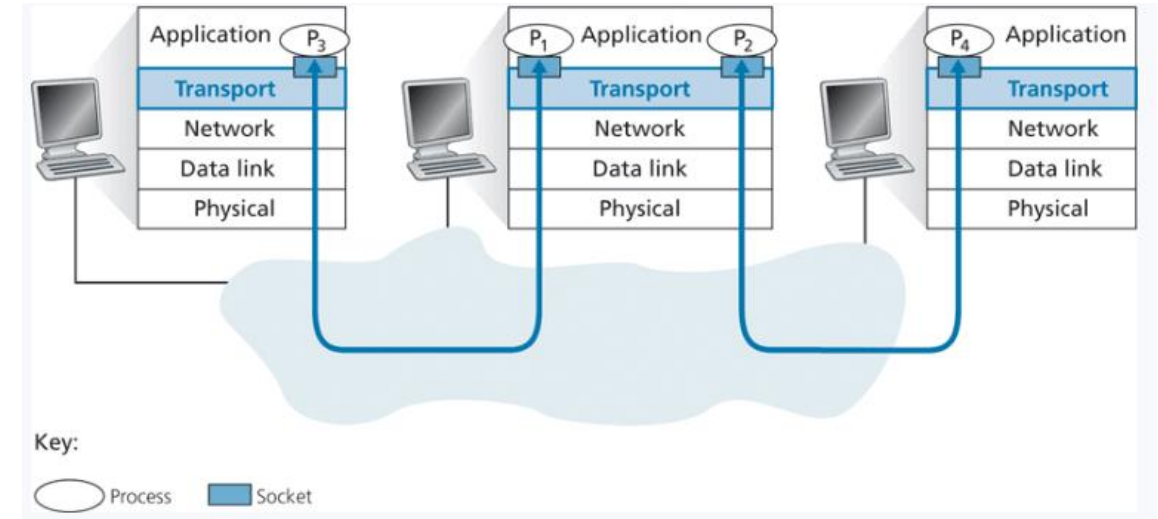 Application P3
Transport
Network
Data link
Physical
P1 Application P2
Transport
Network
Data link
Physical
P4 Application
Transport
Network
Data link
Physical
Key:
Process Socket